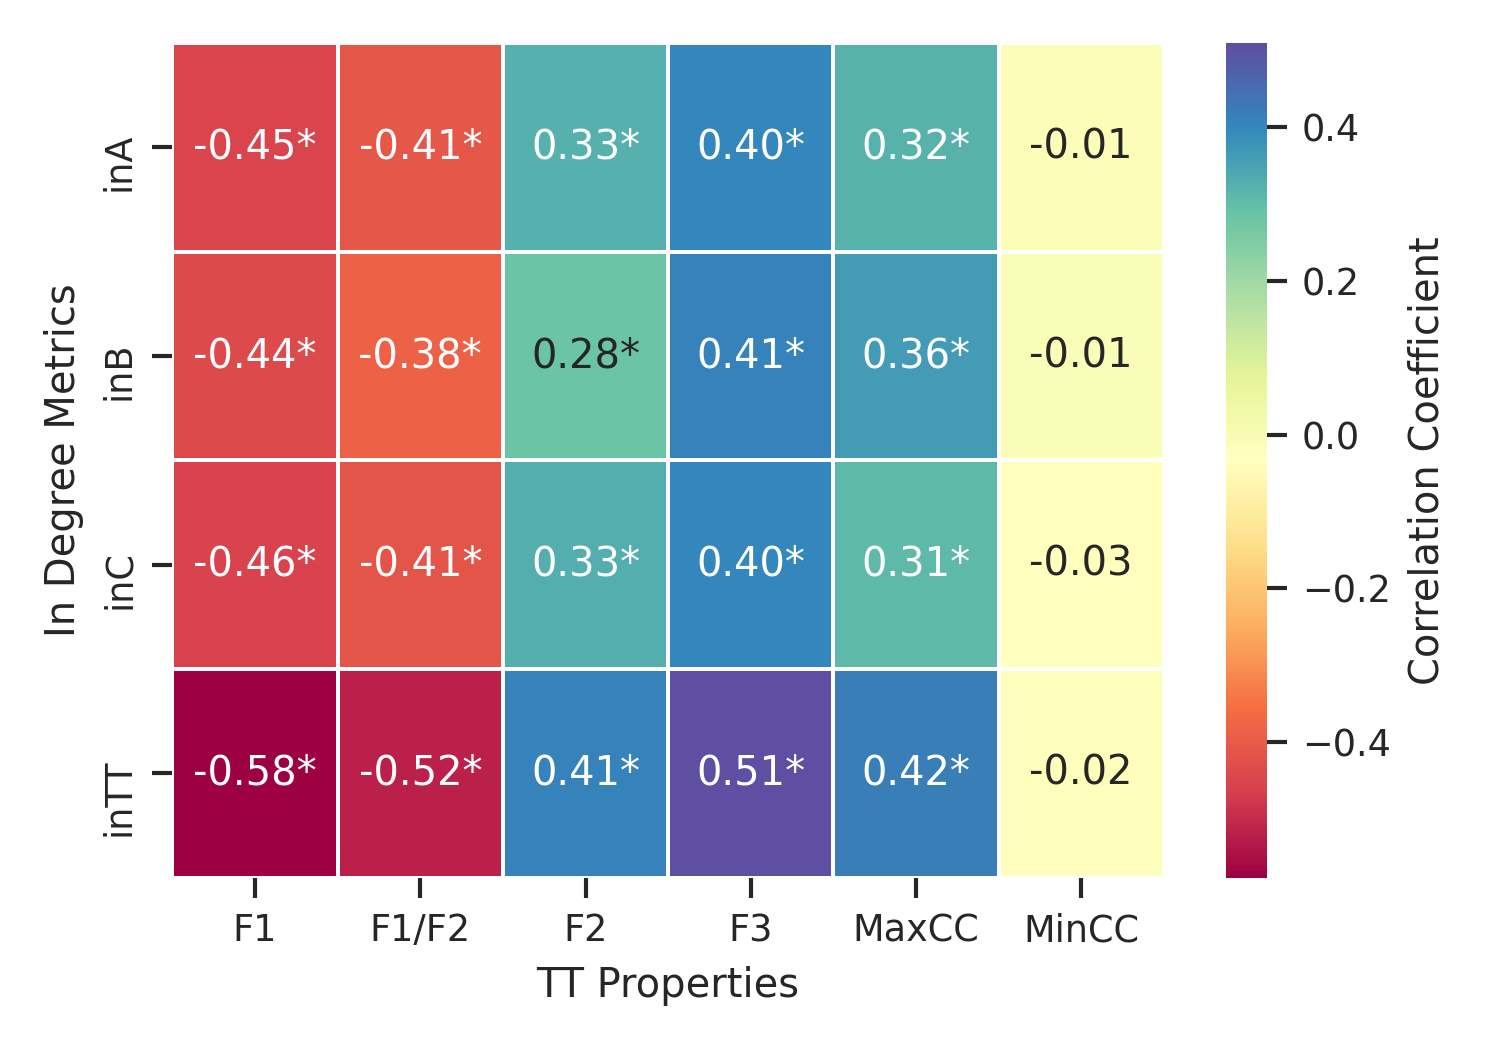 In Degree Metrics
inA
-0.45* -0.41* 0.33* 0.40* 0.32* -0.01
inB
-0.44* -0.38* 0.28* 0.41* 0.36* -0.01
inC
-0.46* -0.41* 0.33* 0.40* 0.31* -0.03
inTT
-0.58* -0.52* 0.41* 0.51* 0.42* -0.02
F1 F1/F2 F2 F3 MaxCC MinCC
TT Properties
0.4
0.2
0.0
−0.2
−0.4
Correlation Coefficient